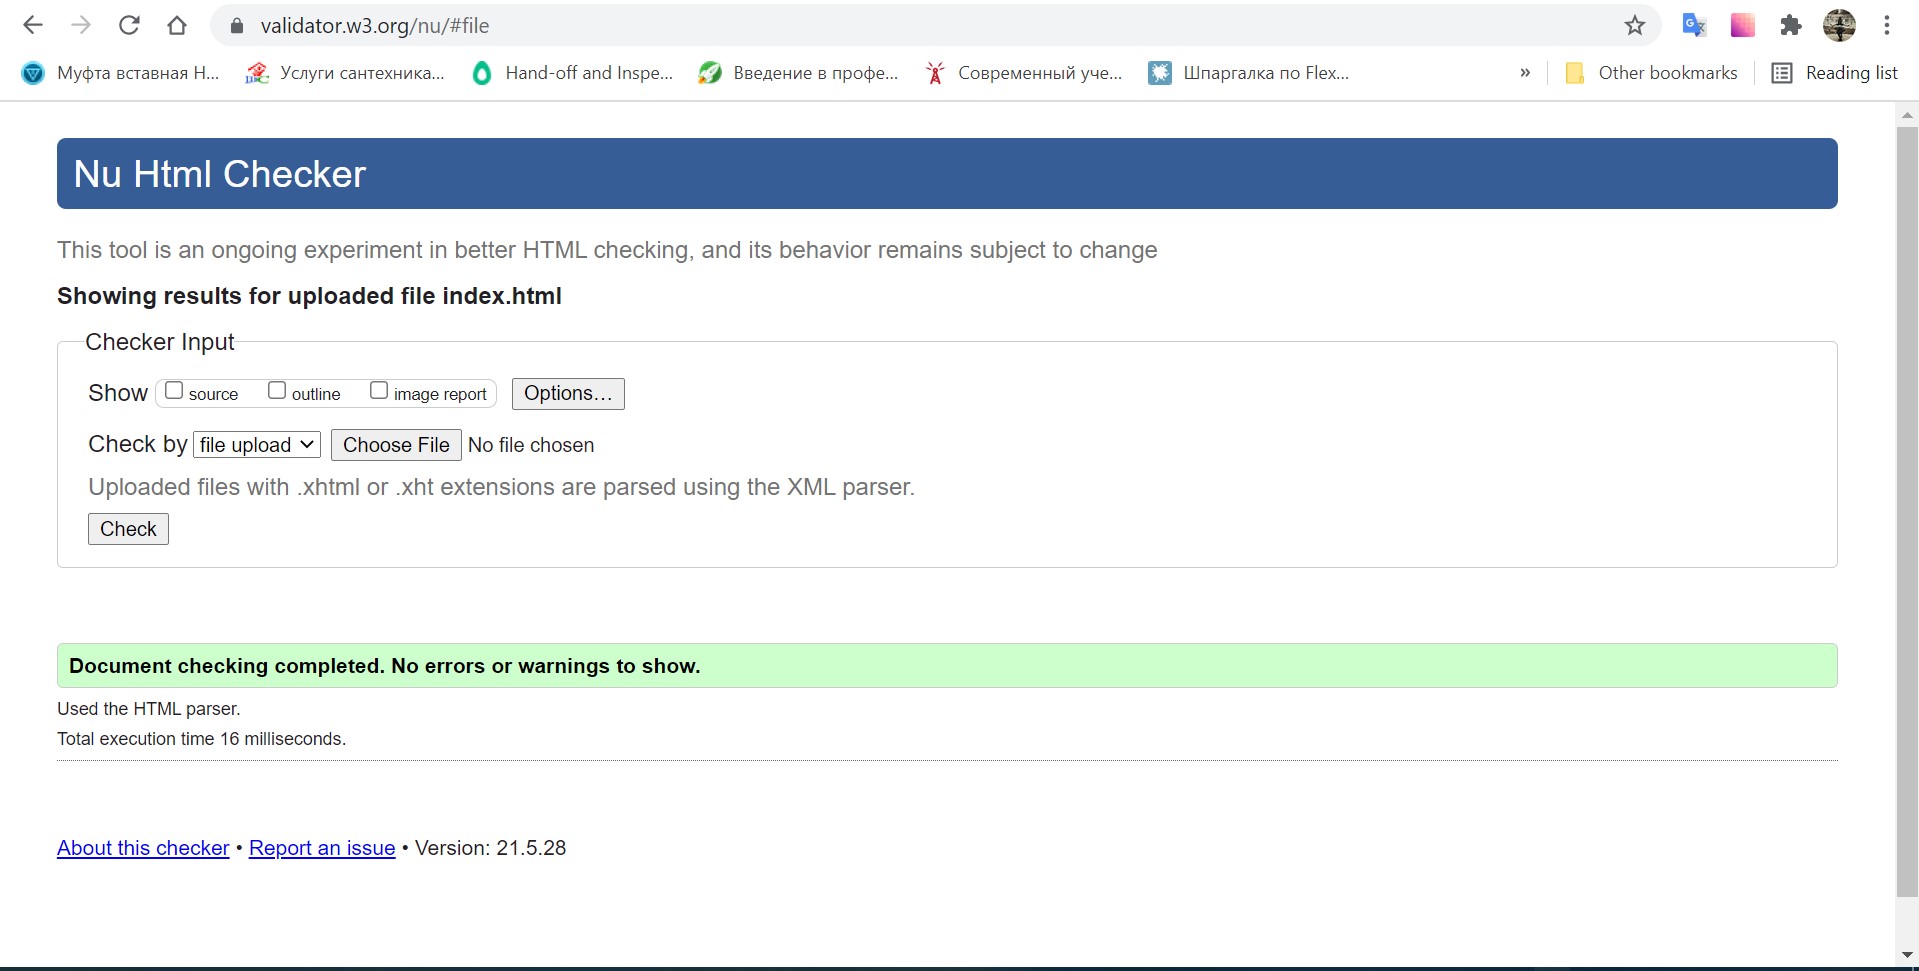 validator.w3.org/nu/#file
Муфта вставная Н... Услуги сантехника... Hand-off and Inspe... Введение в профе... Современный уче... Шпаргалка по Flex... » Other bookmarks Reading list
Nu Html Checker
This tool is an ongoing experiment in better HTML checking, and its behavior remains subject to change
Showing results for uploaded file index.html
Checker Input
Show source outline image report Options...
Check by file upload Choose File No file chosen
Uploaded files with .xhtml or .xht extensions are parsed using the XML parser.
Check
Document checking completed. No errors or warnings to show.
Used the HTML parser.
Total execution time 16 milliseconds.
About this checker • Report an issue • Version: 21.5.28